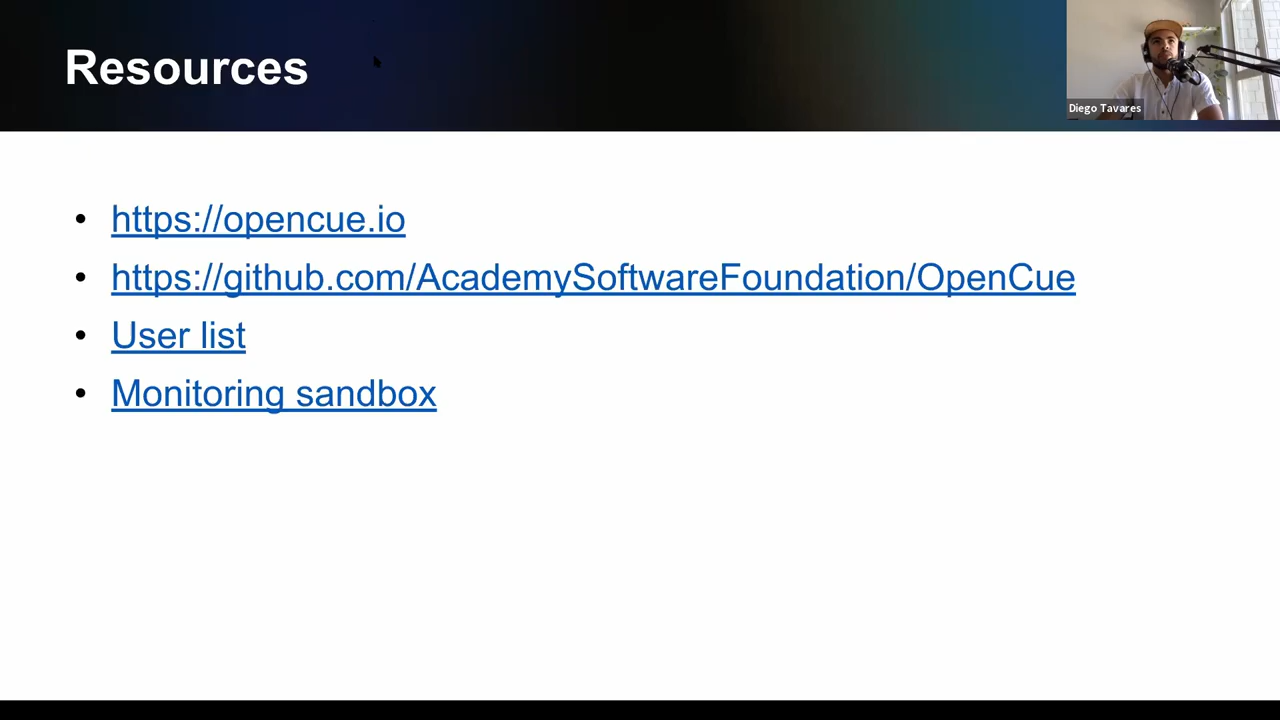 Resources
Diego Tavares
• https://opencue.io
• https://github.com/AcademySoftwareFoundation/OpenCue
• User list
• Monitoring sandbox